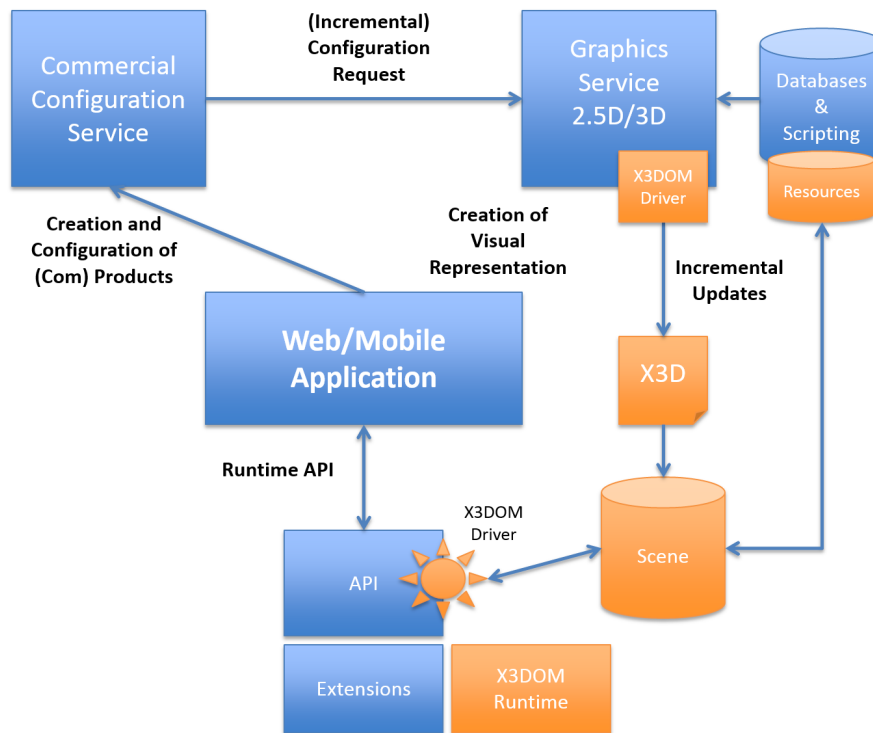 Commercial
Configuration
Service
(Incremental)
Configuration
Request
Graphics
Service
2.5D/3D
Databases
&
Scripting
X3DOM
Driver
Resources
Creation and
Configuration of
(Com) Products
Creation of
Visual
Representation
Incremental
Updates
Web/Mobile
Application
X3D
Runtime API
X3DOM
Driver
API
Scene
Extensions
X3DOM
Runtime